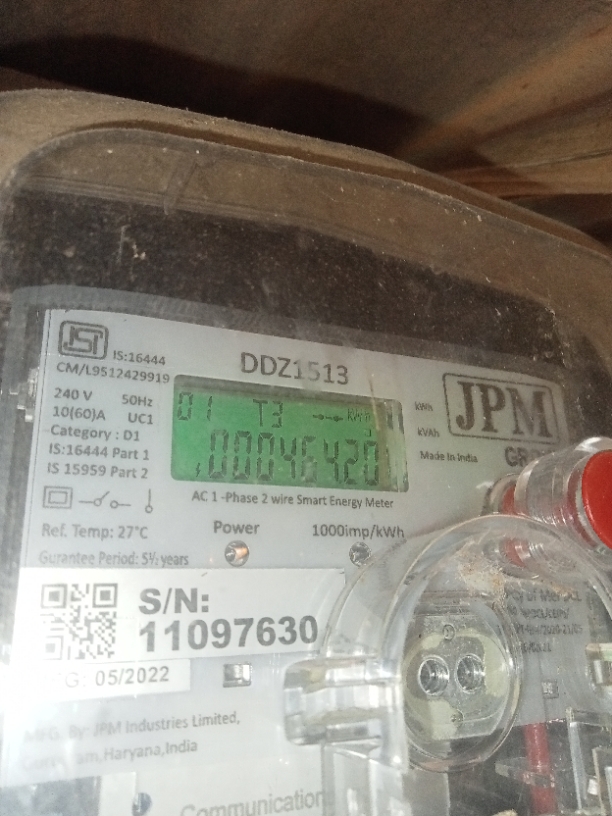 IS:16444
CM/L9512429919
DDZ1513
240 V 50Hz
10(60)A UC1
Category : D1
IS:16444 Part 1
IS 15959 Part 2
01 T3
00046420
kWh
kVAh
JPM
Made in India
AC 1 -Phase 2 wire Smart Energy Meter
Ref. Temp: 27°C
Power
1000imp/kWh
Gurantee Period: 5½ years
S/N:
11097630
G: 05/2022
By: JPM Industries Limited,
Haryana,India
Communication